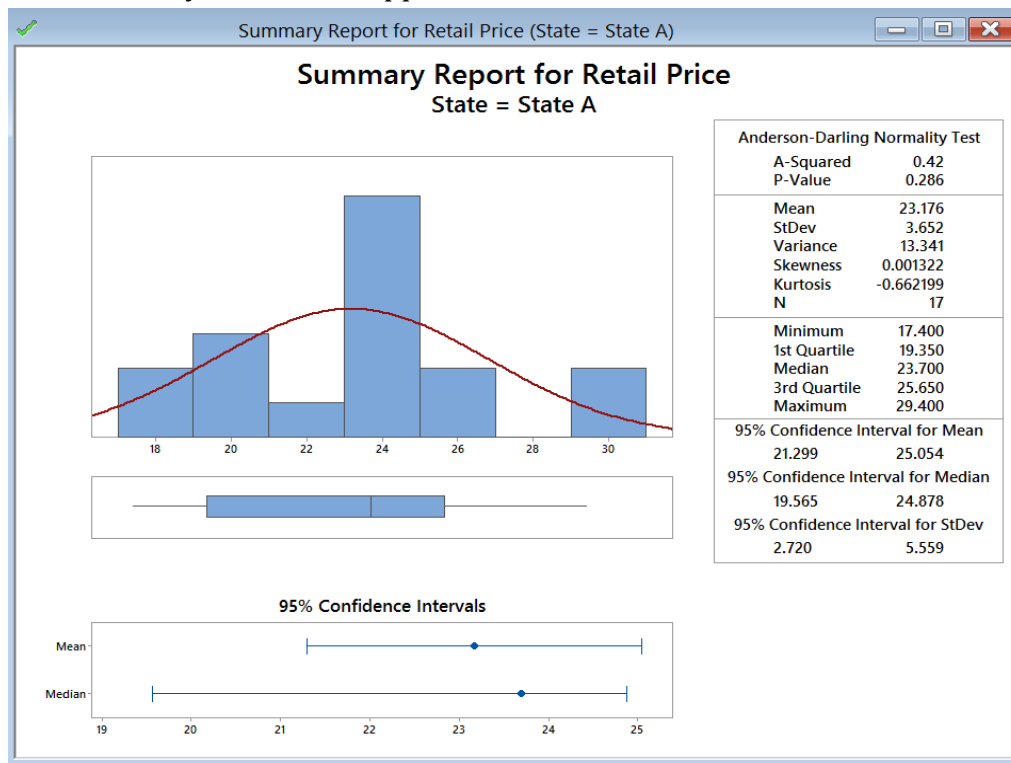 Summary Report for Retail Price (State = State A)
Summary Report for Retail Price
State = State A
18 20 22 24 26 28 30
Anderson-Darling Normality Test
A-Squared 0.42
P-Value 0.286
Mean 23.176
StDev 3.652
Variance 13.341
Skewness 0.001322
Kurtosis -0.662199
N 17
Minimum 17.400
1st Quartile 19.350
Median 23.700
3rd Quartile 25.650
Maximum 29.400
95% Confidence Interval for Mean
21.299 25.054
95% Confidence Interval for Median
19.565 24.878
95% Confidence Interval for StDev
2.720 5.559
95% Confidence Intervals
Mean
Median
19 20 21 22 23 24 25